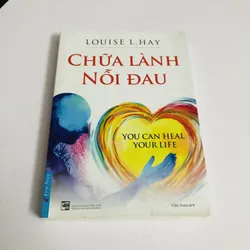 LOUISE L. HAY
CHỮA LÀNH
NỖI ĐAU
YOU CAN HEAL
YOUR LIFE